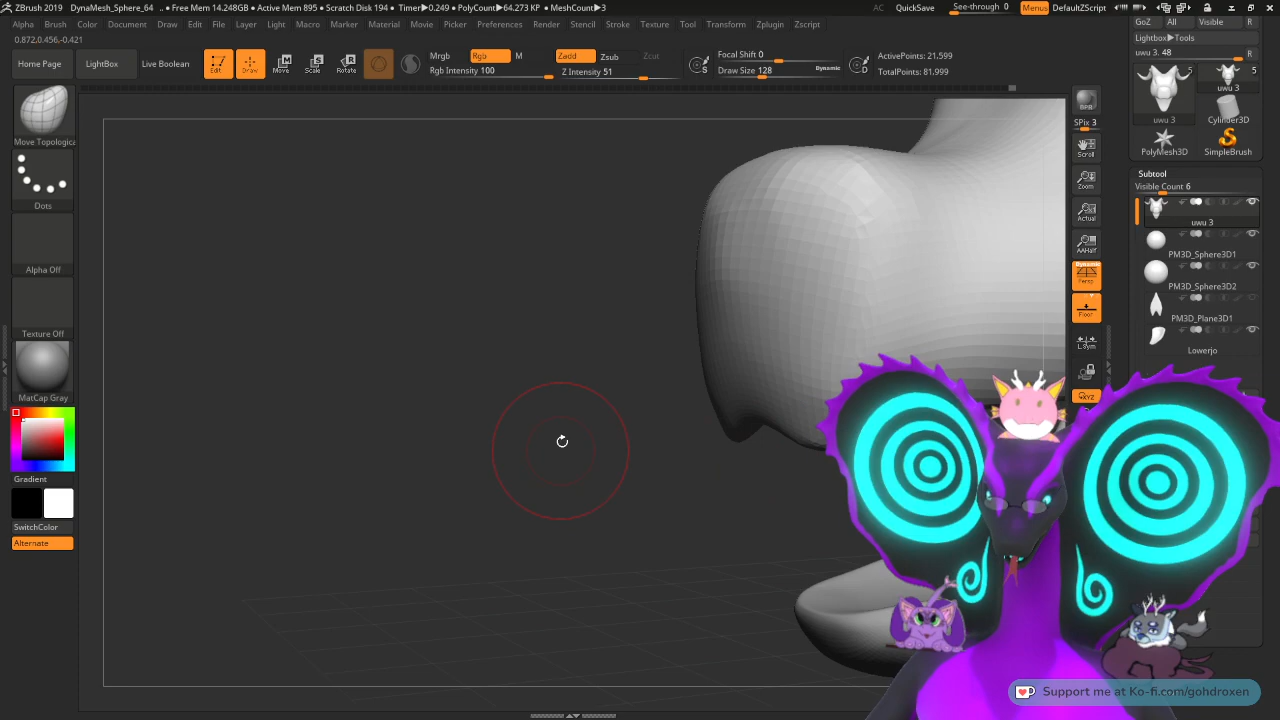 ZBrush 2019 DynaMesh_Sphere_64 .. • Free Mem 14.248GB • Active Mem 895 • Scratch Disk 194 • Timer▶0.249 • PolyCount▶64.273 KP • MeshCount▶3 AC QuickSave See-through 0 Menus DefaultZScript
Alpha Brush Color Document Draw Edit File Layer Light Macro Marker Material Movie Picker Preferences Render Stencil Stroke Texture Tool Transform Zplugin Zscript
0.872,0.456,-0.421
GoZ All Visible R
Lightbox▶Tools
uwu 3. 48 R
Home Page LightBox Live Boolean Edit Draw Move Scale Rotate
Mrgb Rgb M
Rgb Intensity 100
Zadd Zsub Zcut
Z Intensity 51
S
Focal Shift 0
Draw Size 128 Dynamic
D
ActivePoints: 21,599
TotalPoints: 81.999
5 5
uwu 3
uwu 3 Cylinder3D
PolyMesh3D SimpleBrush
Move Topologica
Dots
Alpha Off
Texture Off
MatCap Gray
Gradient
SwitchColor
Alternate
BPR
SPix 3
Scroll
Zoom
Actual
AAHalf
Dynamic
Persp
Floor
L.Sym
XYZ
Subtool
Visible Count 6
uwu 3
PM3D_Sphere3D1
PM3D_Sphere3D2
PM3D_Plane3D1
Lowerjo
Support me at Ko-fi.com/gohdroxen